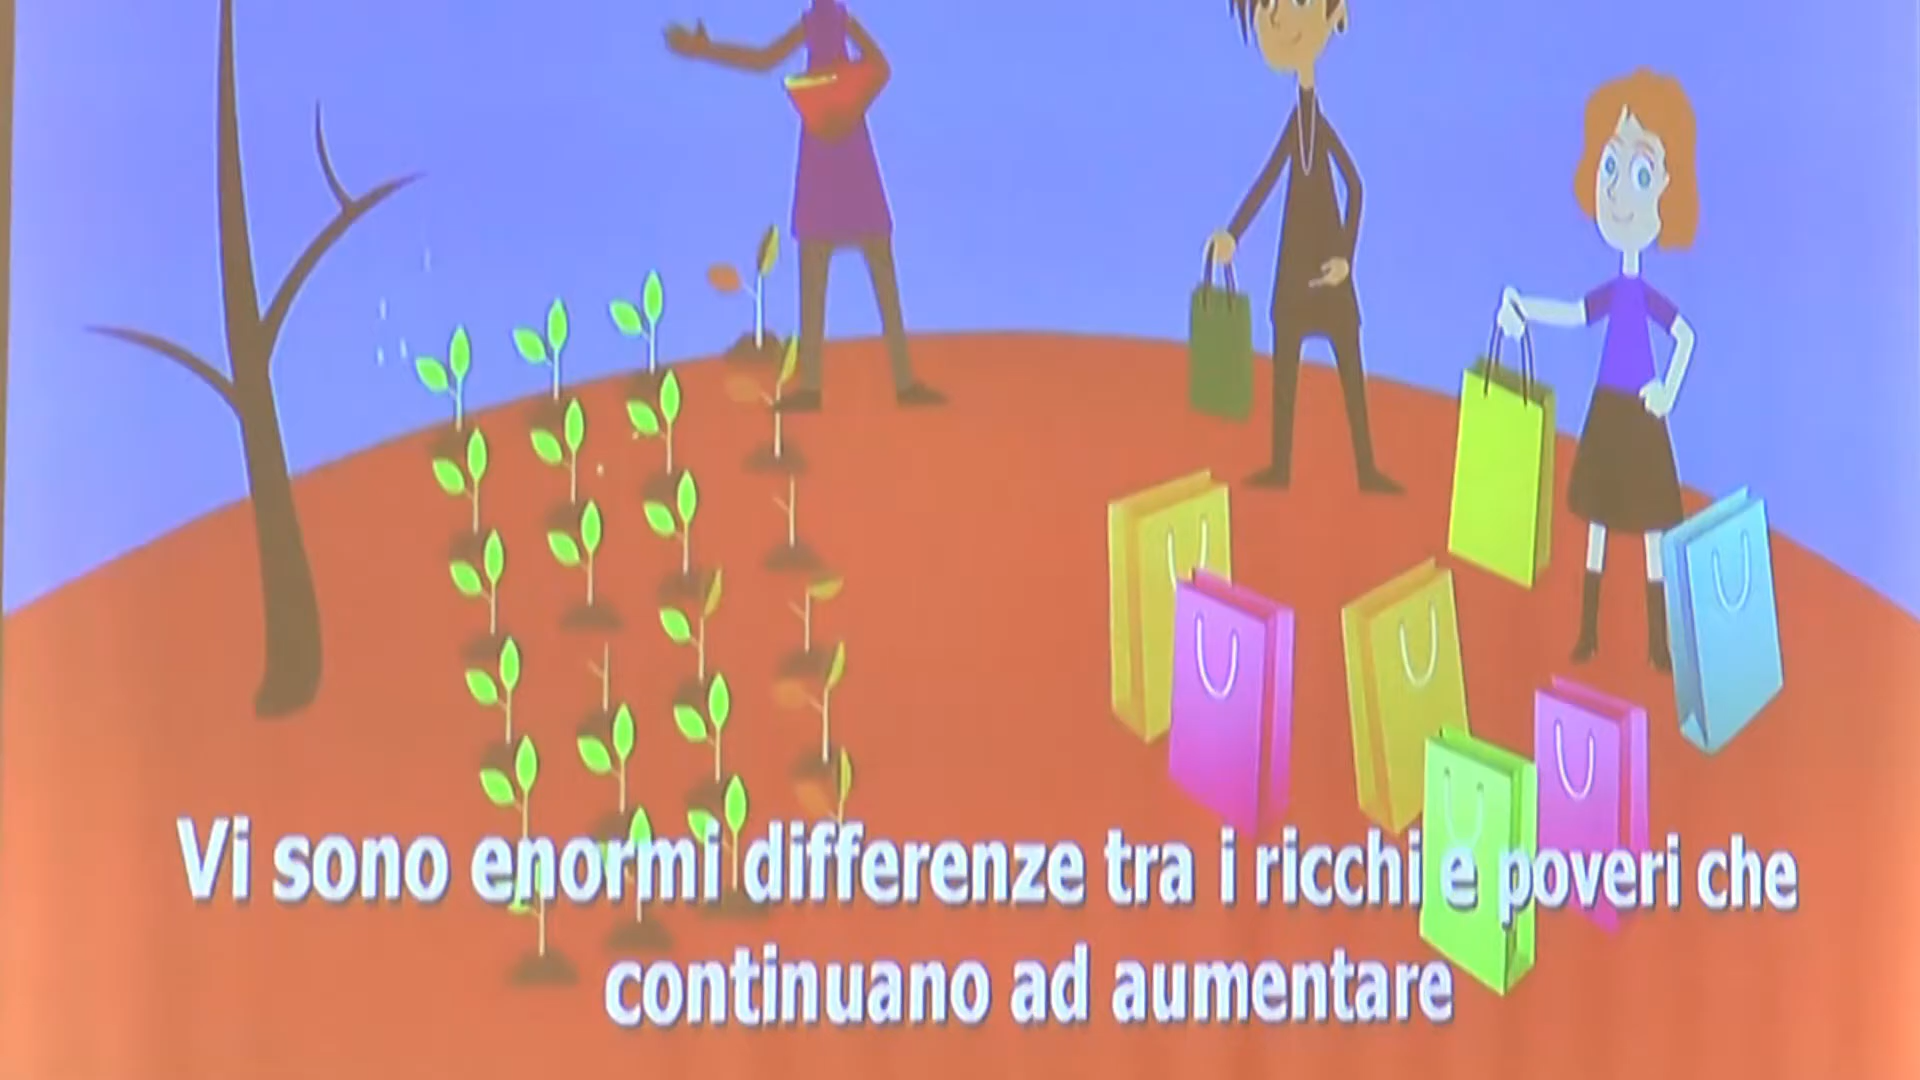 Vi sono enormi differenze tra i ricchi e poveri che
continuano ad aumentare